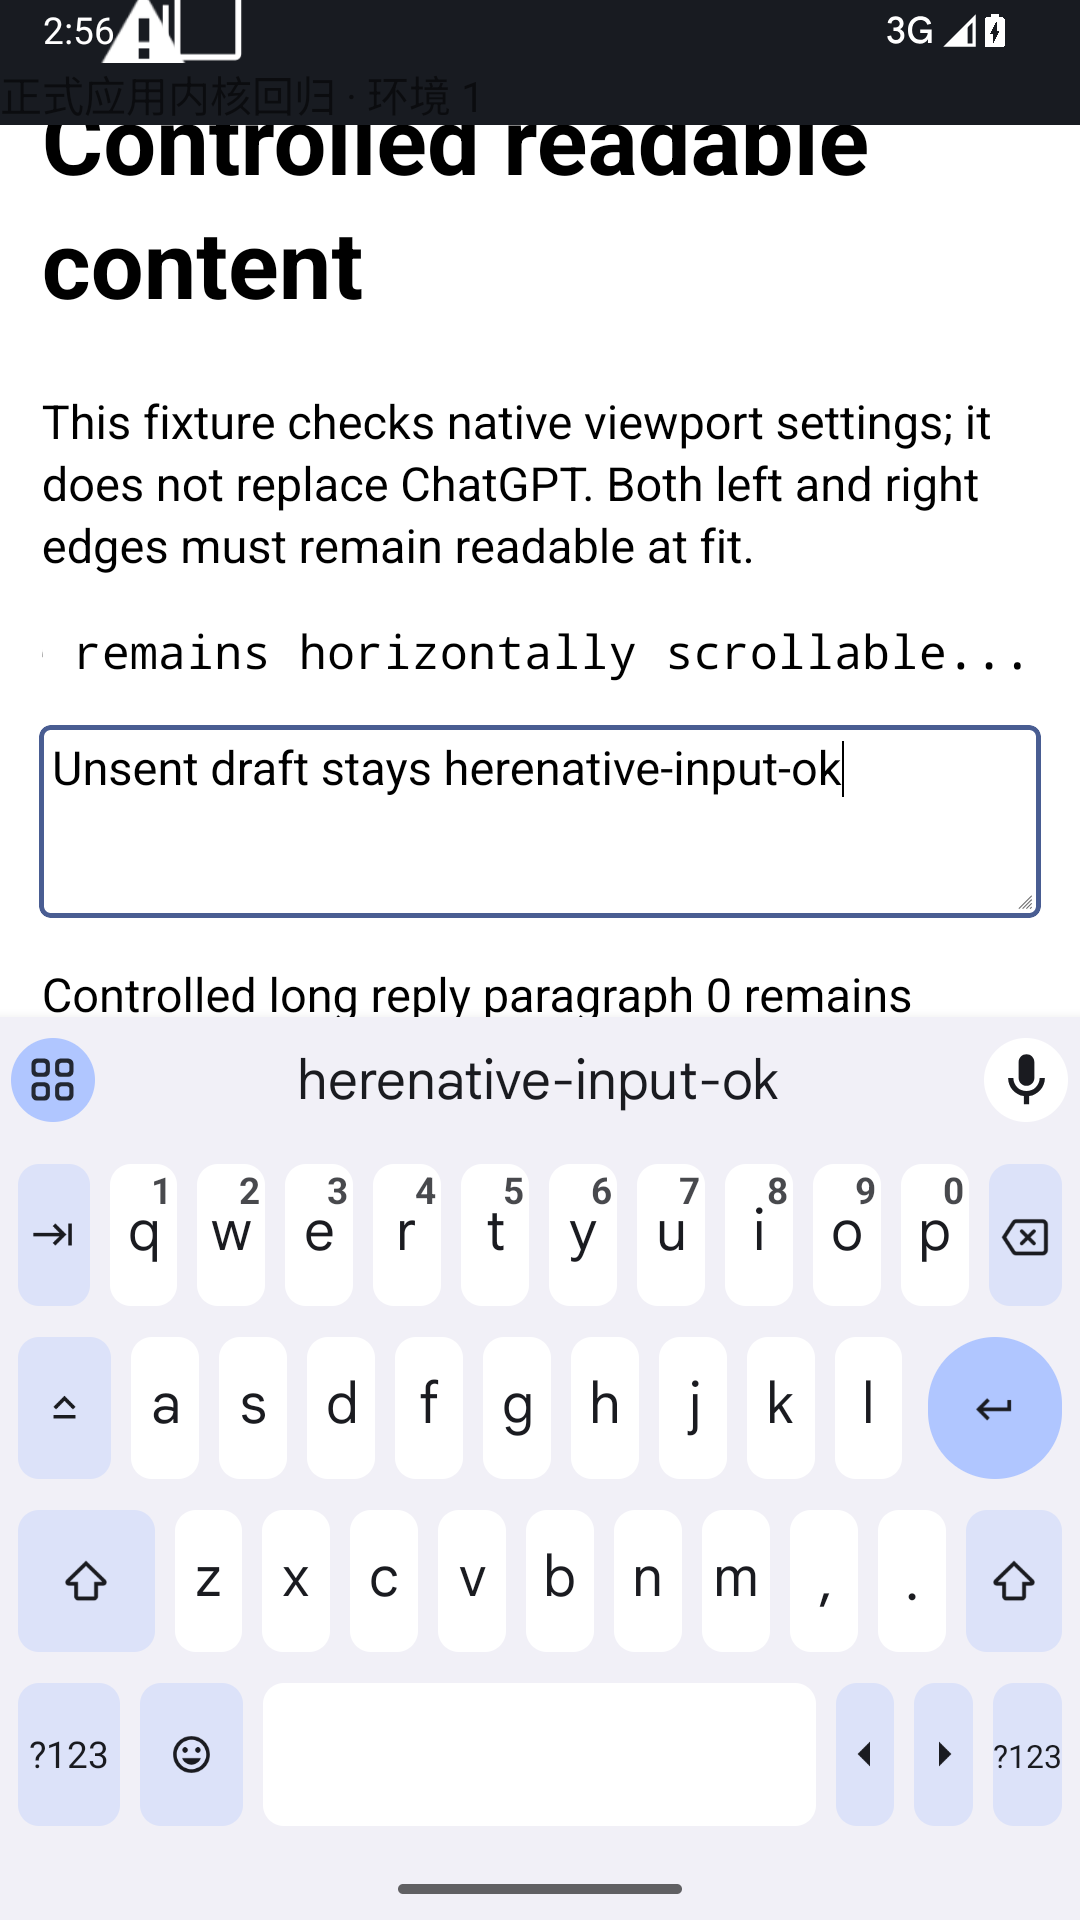 2:56
3G
正式应用内核回归 · 环境 1
Controlled readable
content
This fixture checks native viewport settings; it
does not replace ChatGPT. Both left and right
edges must remain readable at fit.
remains horizontally scrollable...
Unsent draft stays herenative-input-ok
Controlled long reply paragraph 0 remains
herenative-input-ok
1 2 3 4 5 6 7 8 9 0
q w e r t y u i o p
a s d f g h j k l
z x c v b n m , .
?123 ?123